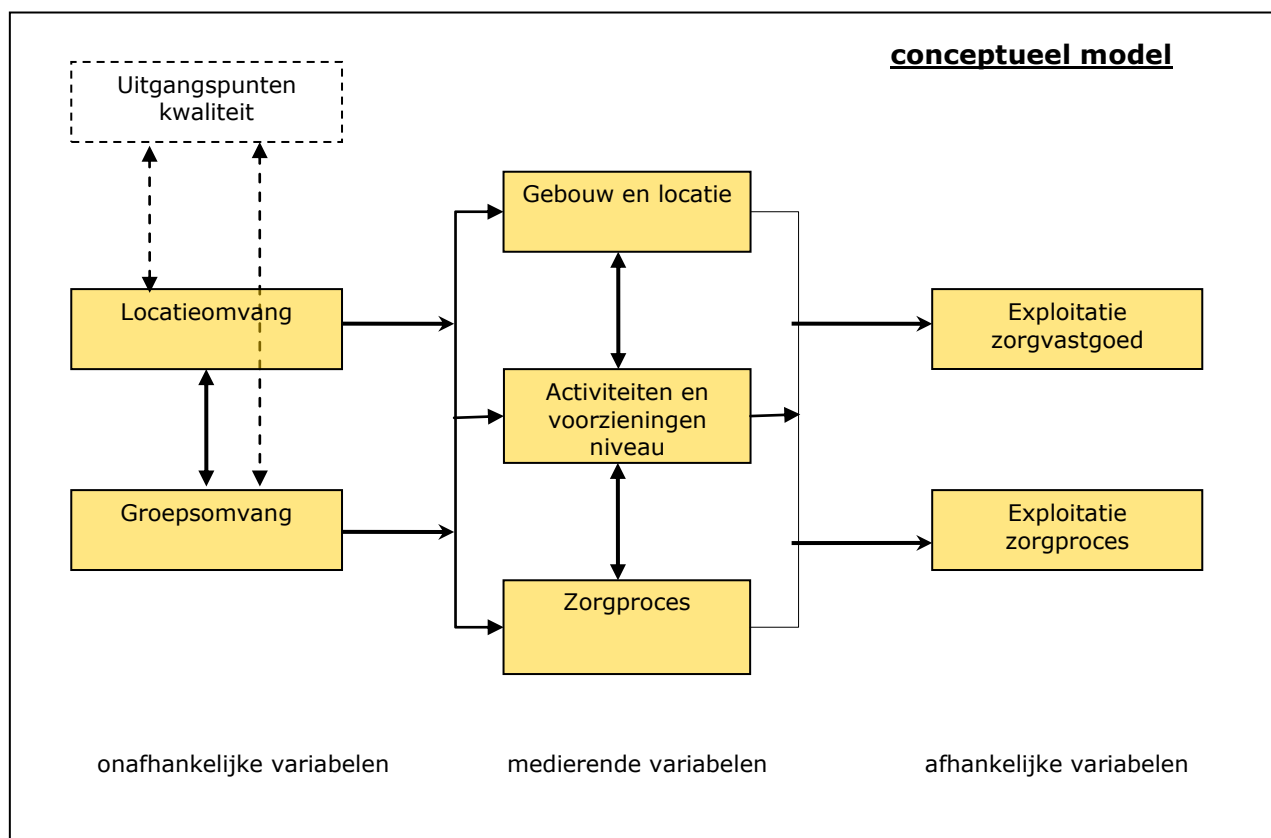 conceptueel model
Uitgangspunten
kwaliteit
Gebouw en locatie
Locatieomvang
Exploitatie
zorgvastgoed
Activiteiten en
voorzieningen
niveau
Groepsomvang
Exploitatie
zorgproces
Zorgproces
onafhankelijke variabelen
medierende variabelen
afhankelijke variabelen